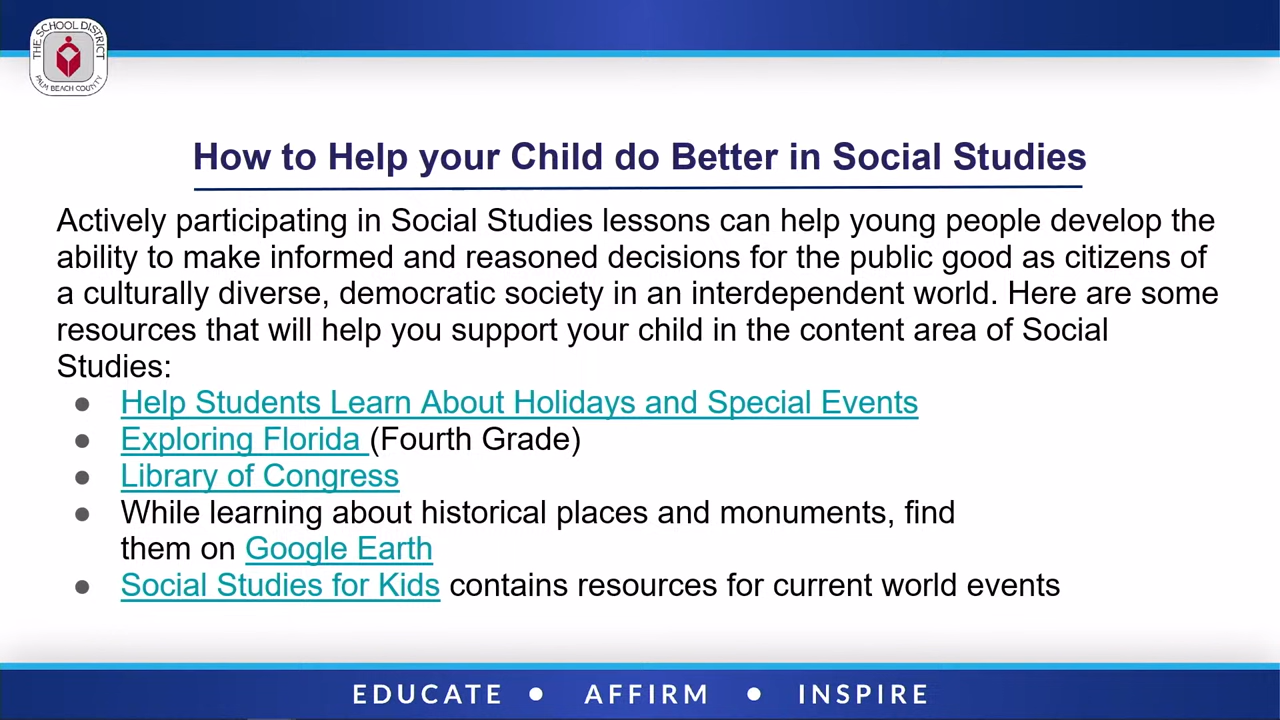 THE SCHOOL DISTRICT
PALM BEACH COUNTY
How to Help your Child do Better in Social Studies
Actively participating in Social Studies lessons can help young people develop the
ability to make informed and reasoned decisions for the public good as citizens of
a culturally diverse, democratic society in an interdependent world. Here are some
resources that will help you support your child in the content area of Social
Studies:
● Help Students Learn About Holidays and Special Events
● Exploring Florida (Fourth Grade)
● Library of Congress
● While learning about historical places and monuments, find
them on Google Earth
● Social Studies for Kids contains resources for current world events
EDUCATE ● AFFIRM ● INSPIRE